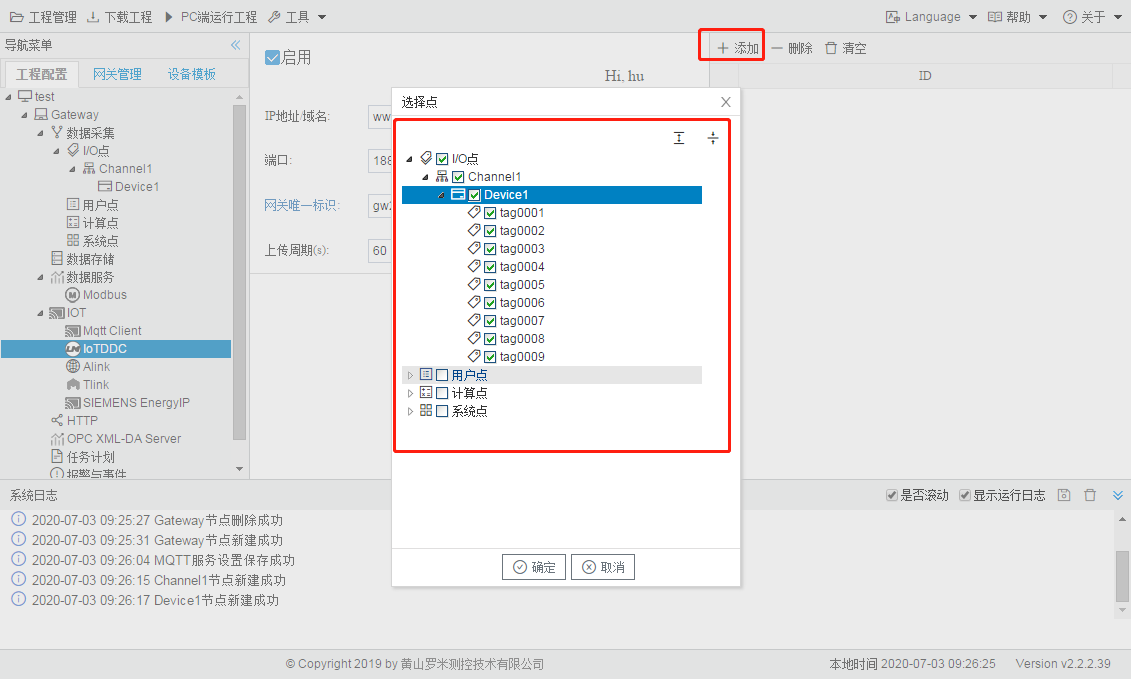 工程管理 下载工程 PC端运行工程 工具 Language 帮助 关于
导航菜单
工程配置 网关管理 设备模板
test
Gateway
数据采集
I/O点
Channel1
Device1
用户点
计算点
系统点
数据存储
数据服务
Modbus
IOT
Mqtt Client
IoTDDC
Alink
Tlink
SIEMENS EnergyIP
HTTP
OPC XML-DA Server
任务计划
报警与事件
启用
Hi, hu
IP地址/域名: ww
端口: 188
网关唯一标识: gw2
上传周期(s): 60
添加 删除 清空
ID
选择点
I/O点
Channel1
Device1
tag0001
tag0002
tag0003
tag0004
tag0005
tag0006
tag0007
tag0008
tag0009
用户点
计算点
系统点
确定 取消
系统日志 是否滚动 显示运行日志
2020-07-03 09:25:27 Gateway节点删除成功
2020-07-03 09:25:31 Gateway节点新建成功
2020-07-03 09:26:04 MQTT服务设置保存成功
2020-07-03 09:26:15 Channel1节点新建成功
2020-07-03 09:26:17 Device1节点新建成功
© Copyright 2019 by 黄山罗米测控技术有限公司 本地时间 2020-07-03 09:26:25 Version v2.2.2.39